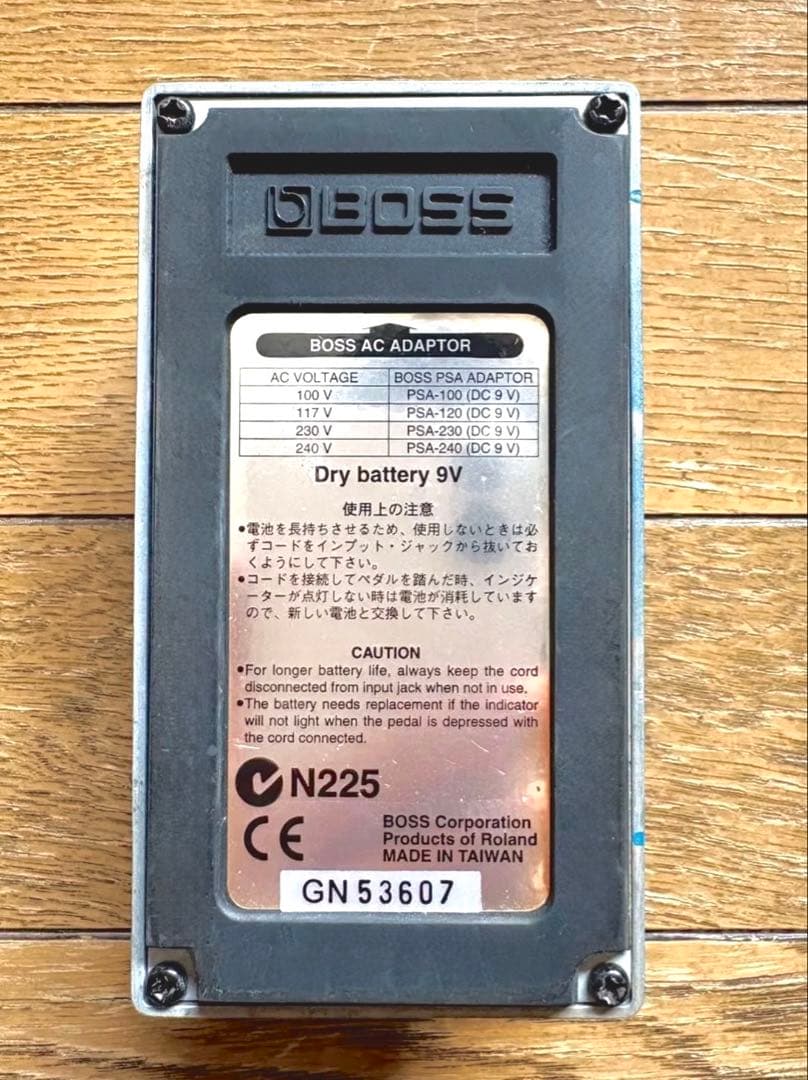 BOSS
BOSS AC ADAPTOR
AC VOLTAGE BOSS PSA ADAPTOR
100 V PSA-100 (DC 9 V)
117 V PSA-120 (DC 9 V)
230 V PSA-230 (DC 9 V)
240 V PSA-240 (DC 9 V)
Dry battery 9V
使用上の注意
●電池を長持ちさせるため、使用しないときは必
ずコードをインプット・ジャックから抜いてお
くようにして下さい。
●コードを接続してペダルを踏んだ時、インジケ
ーターが点灯しない時は電池が消耗しています
ので、新しい電池と交換して下さい。
CAUTION
●For longer battery life, always keep the cord
disconnected from input jack when not in use.
●The battery needs replacement if the indicator
will not light when the pedal is depressed with
the cord connected.
N225
CE
BOSS Corporation
Products of Roland
MADE IN TAIWAN
GN 53607